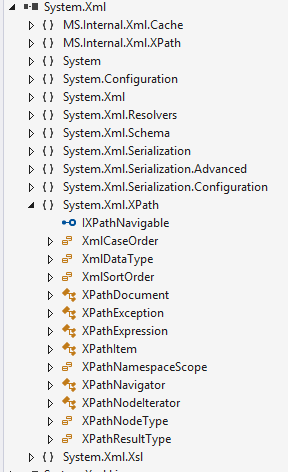 System.Xml
{ } MS.Internal.Xml.Cache
{ } MS.Internal.Xml.XPath
{ } System
{ } System.Configuration
{ } System.Xml
{ } System.Xml.Resolvers
{ } System.Xml.Schema
{ } System.Xml.Serialization
{ } System.Xml.Serialization.Advanced
{ } System.Xml.Serialization.Configuration
{ } System.Xml.XPath
IXPathNavigable
XmlCaseOrder
XmlDataType
XmlSortOrder
XPathDocument
XPathException
XPathExpression
XPathItem
XPathNamespaceScope
XPathNavigator
XPathNodeIterator
XPathNodeType
XPathResultType
{ } System.Xml.Xsl